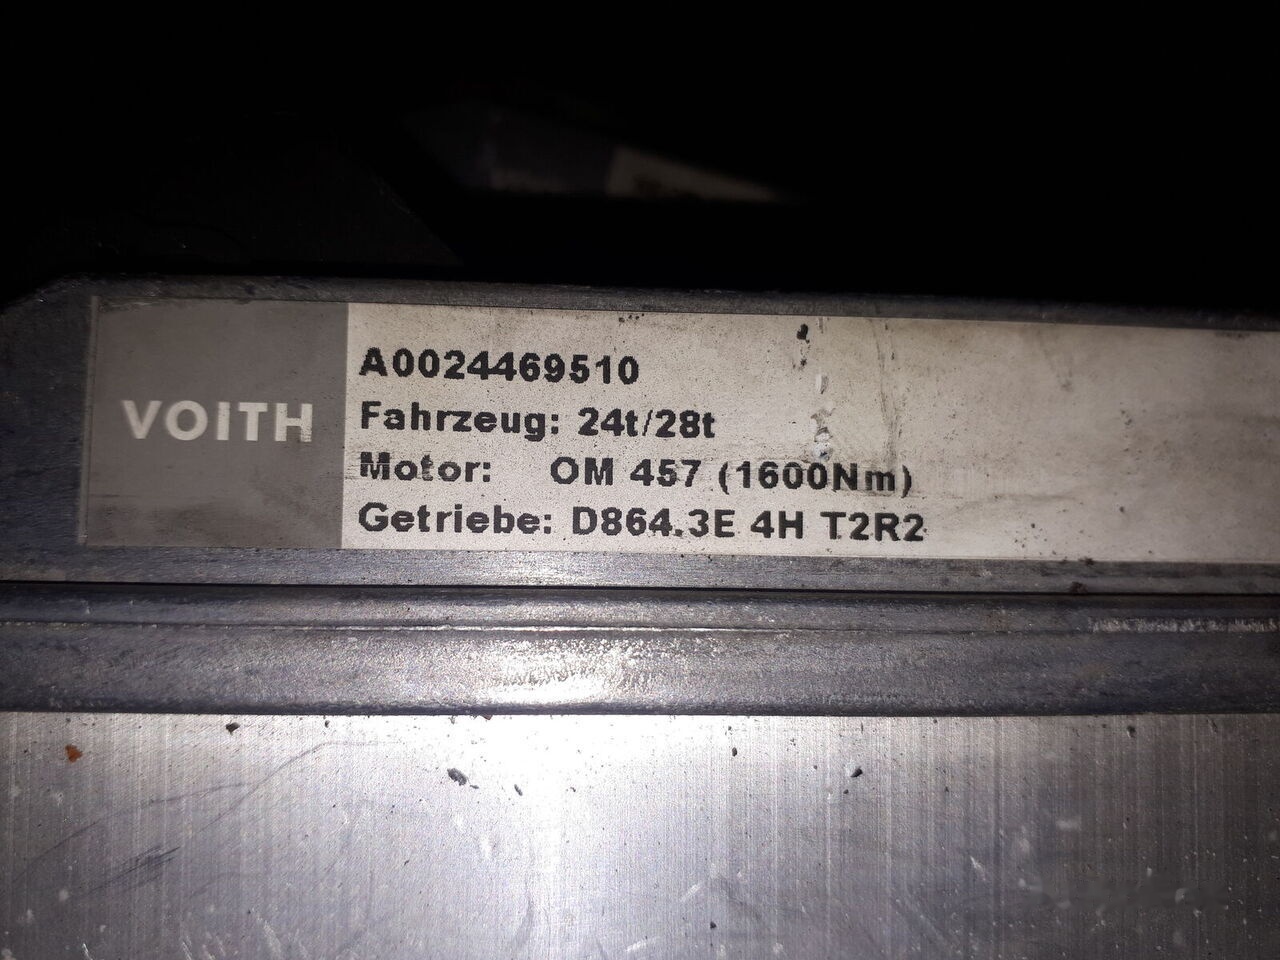 VOITH
A0024469510
Fahrzeug: 24t/28t
Motor: OM 457 (1600Nm)
Getriebe: D864.3E 4H T2R2